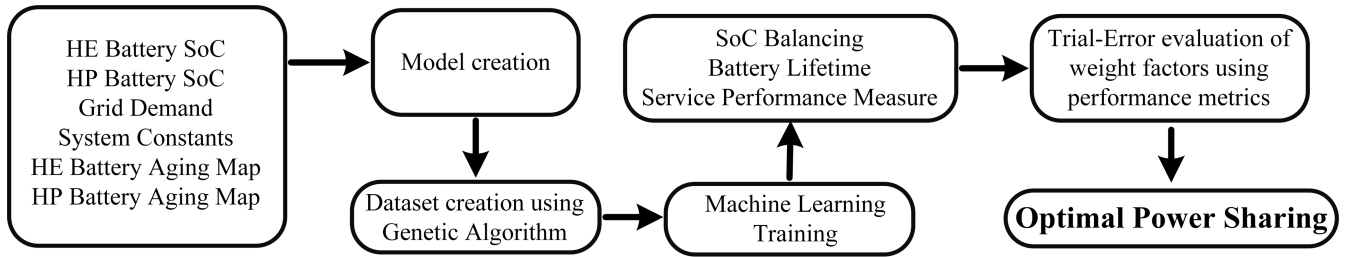 HE Battery SoC
HP Battery SoC
Grid Demand
System Constants
HE Battery Aging Map
HP Battery Aging Map
Model creation
Dataset creation using
Genetic Algorithm
Machine Learning
Training
SoC Balancing
Battery Lifetime
Service Performance Measure
Trial-Error evaluation of
weight factors using
performance metrics
Optimal Power Sharing